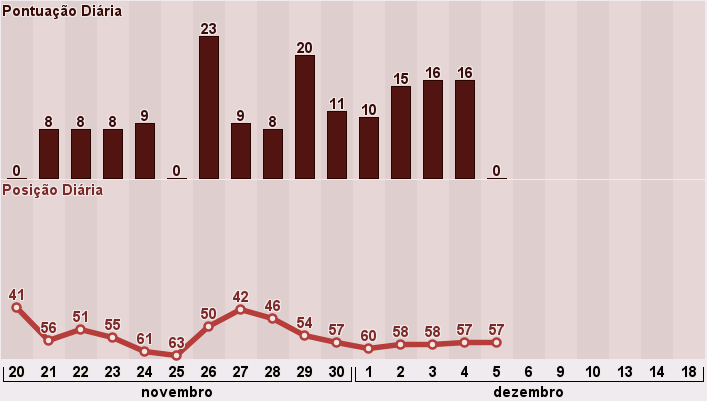 Pontuação Diária
0 8 8 8 9 0 23 9 8 20 11 10 15 16 16 0
Posição Diária
41 56 51 55 61 63 50 42 46 54 57 60 58 58 57 57
20 21 22 23 24 25 26 27 28 29 30 1 2 3 4 5 6 9 10 13 14 18
novembro dezembro